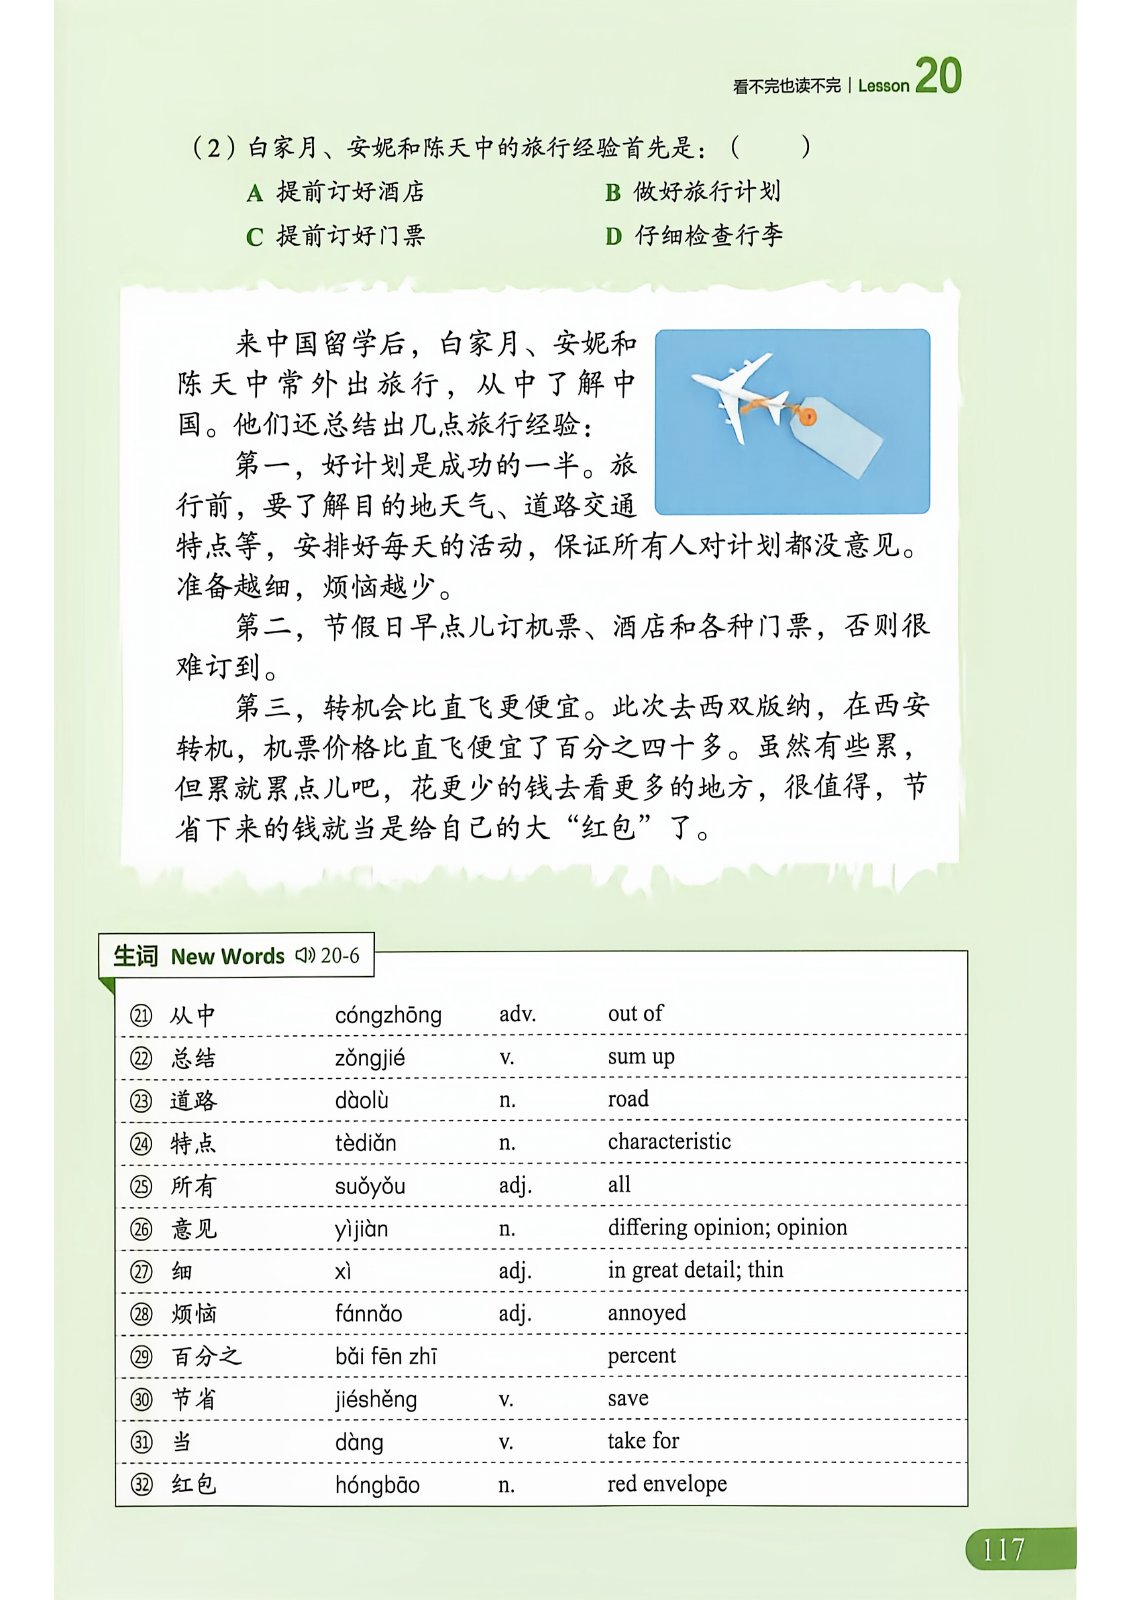 看不完也读不完 | Lesson 20
（2）白家月、安妮和陈天中的旅行经验首先是：（　　）
A 提前订好酒店　B 做好旅行计划
C 提前订好门票　D 仔细检查行李
来中国留学后，白家月、安妮和
陈天中常外出旅行，从中了解中
国。他们还总结出几点旅行经验：
第一，好计划是成功的一半。旅
行前，要了解目的地天气、道路交通
特点等，安排好每天的活动，保证所有人对计划都没意见。
准备越细，烦恼越少。
第二，节假日早点儿订机票、酒店和各种门票，否则很
难订到。
第三，转机会比直飞更便宜。此次去西双版纳，在西安
转机，机票价格比直飞便宜了百分之四十多。虽然有些累，
但累就累点儿吧，花更少的钱去看更多的地方，很值得，节
省下来的钱就当是给自己的大“红包”了。
生词 New Words 20-6
㉑ 从中 cóngzhōng adv. out of
㉒ 总结 zǒngjié v. sum up
㉓ 道路 dàolù n. road
㉔ 特点 tèdiǎn n. characteristic
㉕ 所有 suǒyǒu adj. all
㉖ 意见 yìjiàn n. differing opinion; opinion
㉗ 细 xì adj. in great detail; thin
㉘ 烦恼 fánnǎo adj. annoyed
㉙ 百分之 bǎi fēn zhī percent
㉚ 节省 jiéshěng v. save
㉛ 当 dàng v. take for
㉜ 红包 hóngbāo n. red envelope
117